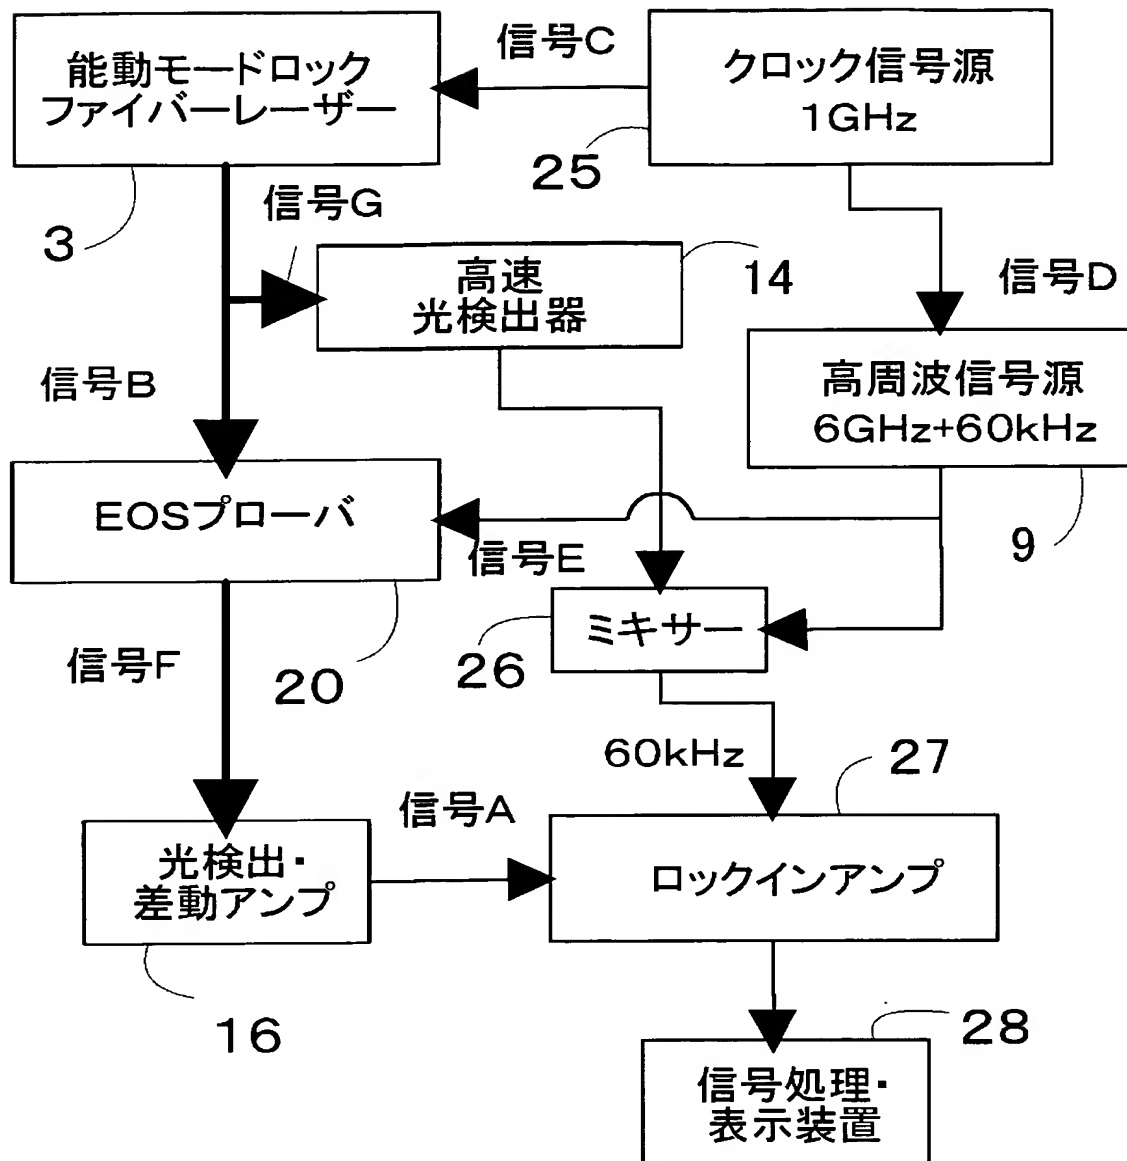 能動モードロック
ファイバーレーザー
信号C
クロック信号源
1GHz
25
3
信号G
高速
光検出器
14
信号D
信号B
高周波信号源
6GHz+60kHz
EOSプローバ
信号E
9
ミキサー
26
信号F
20
60kHz
27
信号A
光検出・
差動アンプ
ロックインアンプ
16
28
信号処理・
表示装置